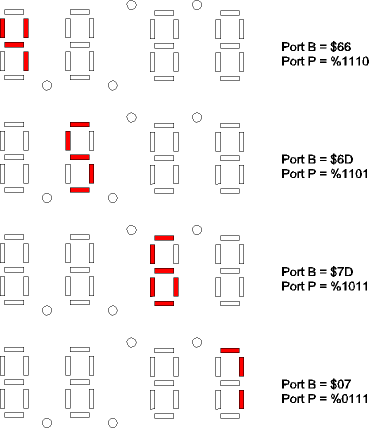 Port B = $66
Port P = %1110
Port B = $6D
Port P = %1101
Port B = $7D
Port P = %1011
Port B = $07
Port P = %0111